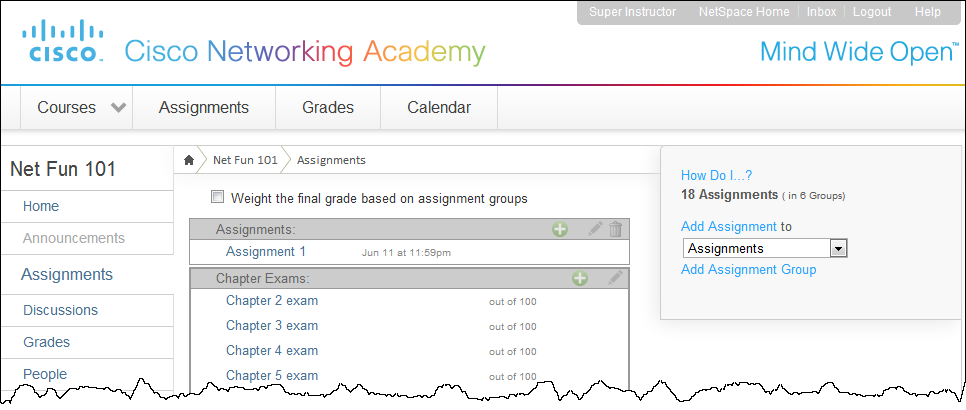 Super Instructor NetSpace Home Inbox Logout Help
CISCO™ Cisco Networking Academy Mind Wide Open™
Courses Assignments Grades Calendar
Net Fun 101
Home
Announcements
Assignments
Discussions
Grades
People
Net Fun 101 Assignments
Weight the final grade based on assignment groups
Assignments:
Assignment 1 Jun 11 at 11:59pm
Chapter Exams:
Chapter 2 exam out of 100
Chapter 3 exam out of 100
Chapter 4 exam out of 100
Chapter 5 exam out of 100
How Do I...?
18 Assignments ( in 6 Groups)
Add Assignment to
Assignments
Add Assignment Group